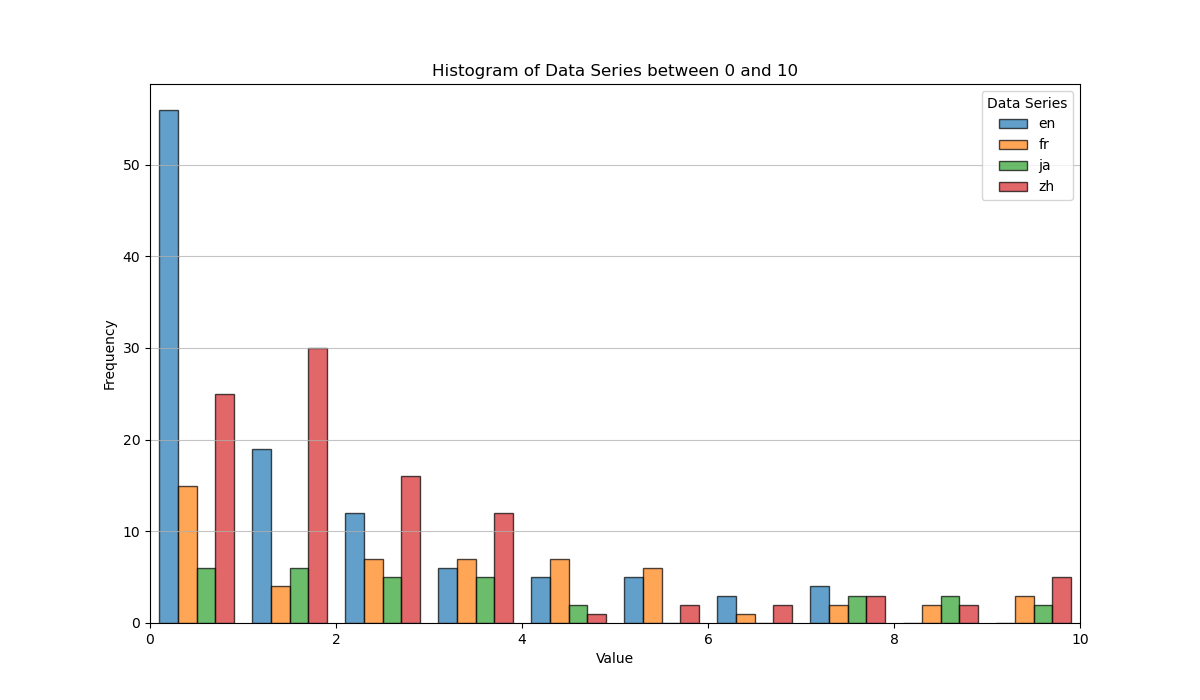 Histogram of Data Series between 0 and 10
Data Series
en
fr
ja
zh
Frequency
50
40
30
20
10
0
0 2 4 6 8 10
Value